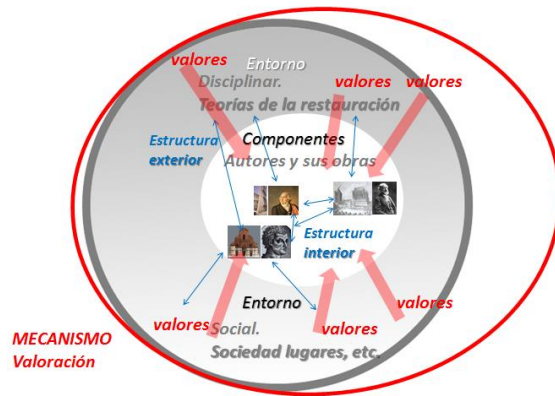 Entorno
valores
Disciplinar.
valores
valores
Teorías de la restauración
Estructura
exterior
Componentes
Autores y sus obras
Estructura
interior
Entorno
valores
Social.
valores
valores
Sociedad lugares, etc.
MECANISMO
Valoración